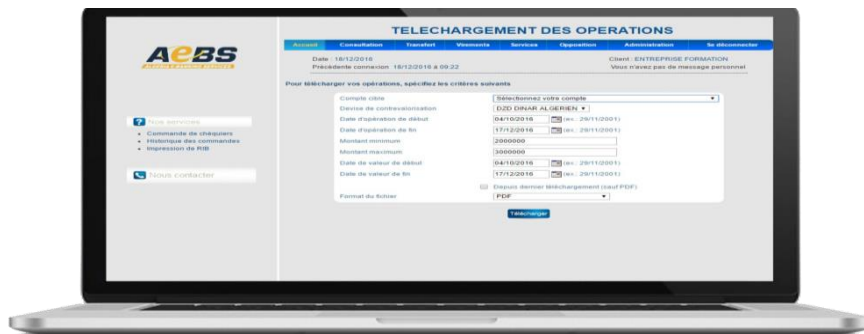 TELECHARGEMENT DES OPERATIONS
AeBS
ALGERIA E-BANKING SERVICES
Accueil Consultation Transfert Virements Services Opposition Administration Se déconnecter
Date : 18/12/2016 Client : ENTREPRISE FORMATION
Précédente connexion 18/12/2016 à 09:22 Vous n'avez pas de message personnel
Pour télécharger vos opérations, spécifiez les critères suivants
Compte cible Sélectionnez votre compte
Devise de contrevalorisation DZD DINAR ALGERIEN
Date d'opération de début 04/10/2016 (ex.: 29/11/2001)
Date d'opération de fin 17/12/2016 (ex.: 29/11/2001)
Montant minimum 2000000
Montant maximum 3000000
Date de valeur de début 04/10/2016 (ex.: 29/11/2001)
Date de valeur de fin 17/12/2016 (ex.: 29/11/2001)
Depuis dernier téléchargement (sauf PDF)
Format du fichier PDF
Télécharger
? Nos services
Commande de chéquiers
Historique des commandes
Impression de RIB
Nous contacter